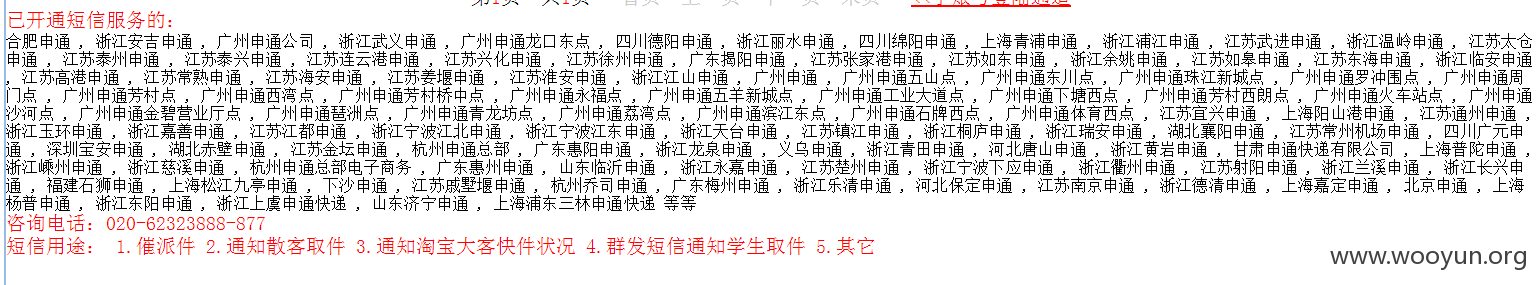 第1页 共1页 首页 上一页 下一页 末页
已开通短信服务的：
合肥申通 , 浙江安吉申通 , 广州申通公司 , 浙江武义申通 , 广州申通龙口东点 , 四川德阳申通 , 浙江丽水申通 , 四川绵阳申通 , 上海青浦申通 , 浙江浦江申通 , 江苏武进申通 , 浙江温岭申通 , 江苏太仓
申通 , 江苏泰州申通 , 江苏泰兴申通 , 江苏连云港申通 , 江苏兴化申通 , 江苏徐州申通 , 广东揭阳申通 , 江苏张家港申通 , 江苏如东申通 , 浙江余姚申通 , 江苏如皋申通 , 江苏东海申通 , 浙江临安申通
, 江苏高港申通 , 江苏常熟申通 , 江苏海安申通 , 江苏姜堰申通 , 江苏淮安申通 , 浙江江山申通 , 广州申通 , 广州申通五山点 , 广州申通东川点 , 广州申通珠江新城点 , 广州申通罗冲围点 , 广州申通周
门点 , 广州申通芳村点 , 广州申通西湾点 , 广州申通芳村桥中点 , 广州申通永福点 , 广州申通五羊新城点 , 广州申通工业大道点 , 广州申通下塘西点 , 广州申通芳村西朗点 , 广州申通火车站点 , 广州申通
沙河点 , 广州申通金碧营业厅点 , 广州申通琶洲点 , 广州申通青龙坊点 , 广州申通荔湾点 , 广州申通滨江东点 , 广州申通石牌西点 , 广州申通体育西点 , 江苏宜兴申通 , 上海阳山港申通 , 江苏通州申通 ,
浙江玉环申通 , 浙江嘉善申通 , 江苏江都申通 , 浙江宁波江北申通 , 浙江宁波江东申通 , 浙江天台申通 , 江苏镇江申通 , 浙江桐庐申通 , 浙江瑞安申通 , 湖北襄阳申通 , 江苏常州机场申通 , 四川广元申
通 , 深圳宝安申通 , 湖北赤壁申通 , 江苏金坛申通 , 杭州申通总部 , 广东惠阳申通 , 浙江龙泉申通 , 义乌申通 , 浙江青田申通 , 河北唐山申通 , 浙江黄岩申通 , 甘肃申通快递有限公司 , 上海普陀申通 ,
浙江嵊州申通 , 浙江慈溪申通 , 杭州申通总部电子商务 , 广东惠州申通 , 山东临沂申通 , 浙江永嘉申通 , 江苏楚州申通 , 浙江宁波下应申通 , 浙江衢州申通 , 江苏射阳申通 , 浙江兰溪申通 , 浙江长兴申
通 , 福建石狮申通 , 上海松江九亭申通 , 下沙申通 , 江苏戚墅堰申通 , 杭州乔司申通 , 广东梅州申通 , 浙江乐清申通 , 河北保定申通 , 江苏南京申通 , 浙江德清申通 , 上海嘉定申通 , 北京申通 , 上海
杨普申通 , 浙江东阳申通 , 浙江上虞申通快递 , 山东济宁申通 , 上海浦东三林申通快递 等等
咨询电话：020-62323888-877
短信用途： 1.催派件 2.通知散客取件 3.通知淘宝大客快件状况 4.群发短信通知学生取件 5.其它
www.wooyun.org